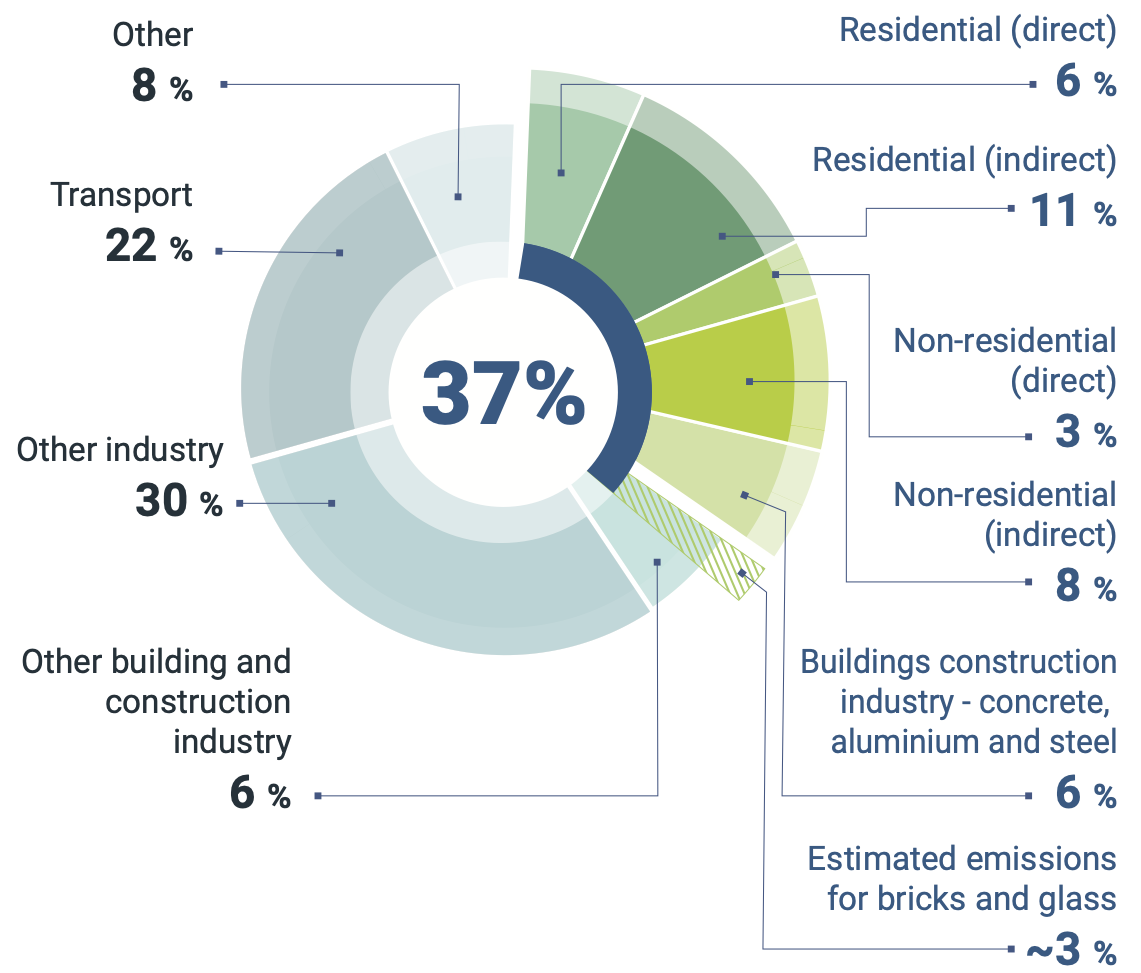 Other
8 %
Transport
22 %
Other industry
30 %
Other building and
construction
industry
6 %
37%
Residential (direct)
6 %
Residential (indirect)
11 %
Non-residential
(direct)
3 %
Non-residential
(indirect)
8 %
Buildings construction
industry - concrete,
aluminium and steel
6 %
Estimated emissions
for bricks and glass
~3 %